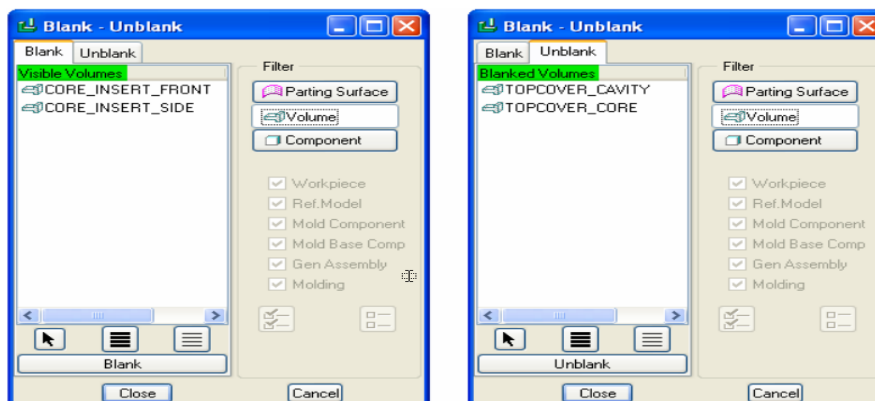 Blank - Unblank
Blank Unblank
Visible Volumes
CORE_INSERT_FRONT
CORE_INSERT_SIDE
Filter
Parting Surface
Volume
Component
Workpiece
Ref.Model
Mold Component
Mold Base Comp
Gen Assembly
Molding
Blank
Close Cancel
Blank - Unblank
Blank Unblank
Blanked Volumes
TOPCOVER_CAVITY
TOPCOVER_CORE
Filter
Parting Surface
Volume
Component
Workpiece
Ref.Model
Mold Component
Mold Base Comp
Gen Assembly
Molding
Unblank
Close Cancel